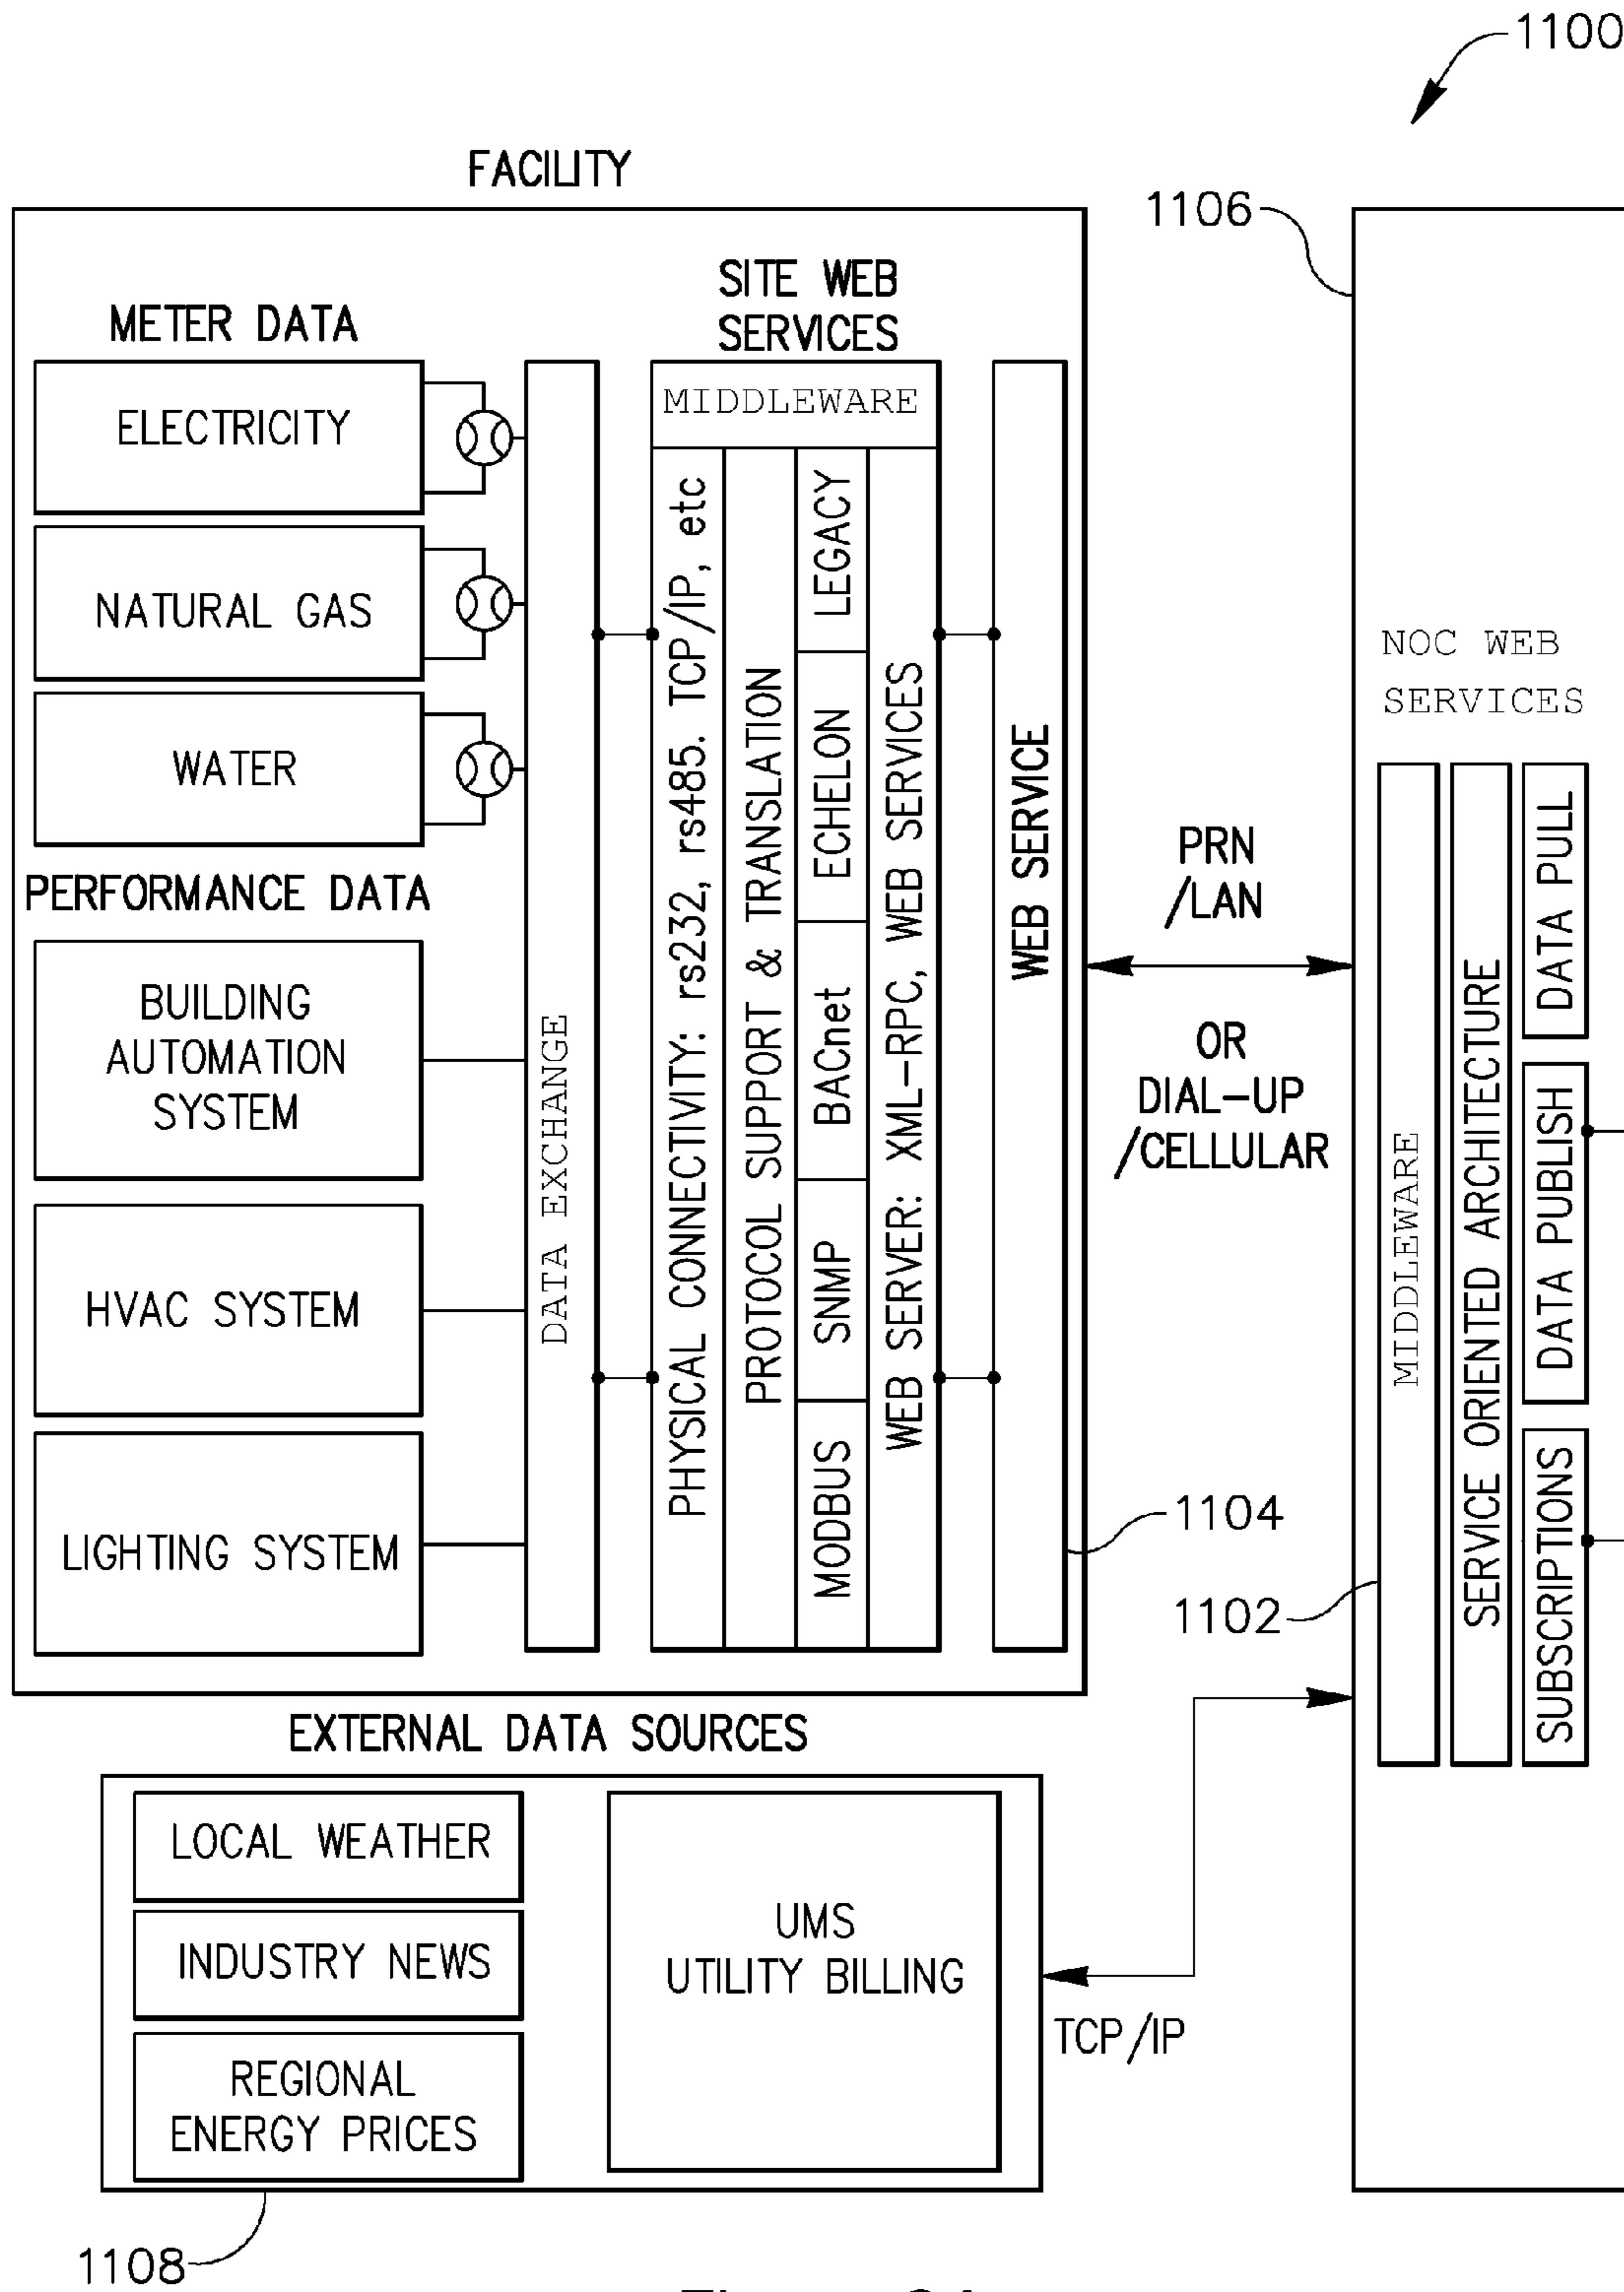 1100
FACILITY
1106
SITE WEB
SERVICES
METER DATA
ELECTRICITY
NATURAL GAS
WATER
PERFORMANCE DATA
BUILDING
AUTOMATION
SYSTEM
HVAC SYSTEM
LIGHTING SYSTEM
DATA EXCHANGE
MIDDLEWARE
PHYSICAL CONNECTIVITY: rs232, rs485. TCP/IP, etc
PROTOCOL SUPPORT & TRANSLATION
LEGACY
ECHELON
BACnet
SNMP
MODBUS
WEB SERVER: XML-RPC, WEB SERVICES
WEB SERVICE
PRN
/LAN
OR
DIAL-UP
/CELLULAR
1104
1102
NOC WEB
SERVICES
MIDDLEWARE
SERVICE ORIENTED ARCHITECTURE
DATA PULL
DATA PUBLISH
SUBSCRIPTIONS
EXTERNAL DATA SOURCES
LOCAL WEATHER
INDUSTRY NEWS
REGIONAL
ENERGY PRICES
UMS
UTILITY BILLING
TCP/IP
1108